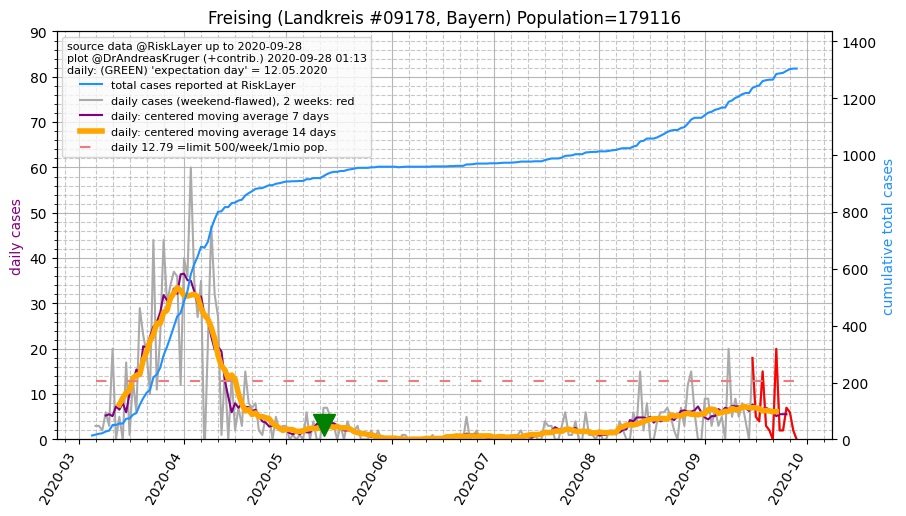 Freising (Landkreis #09178, Bayern) Population=179116
source data @RiskLayer up to 2020-09-28
plot @DrAndreasKruger (+contrib.) 2020-09-28 01:13
daily: (GREEN) 'expectation day' = 12.05.2020
total cases reported at RiskLayer
daily cases (weekend-flawed), 2 weeks: red
daily: centered moving average 7 days
daily: centered moving average 14 days
daily 12.79 =limit 500/week/1mio pop.
daily cases
90
80
70
60
50
40
30
20
10
0
1400
1200
1000
800
600
400
200
0
cumulative total cases
2020-03
2020-04
2020-05
2020-06
2020-07
2020-08
2020-09
2020-10